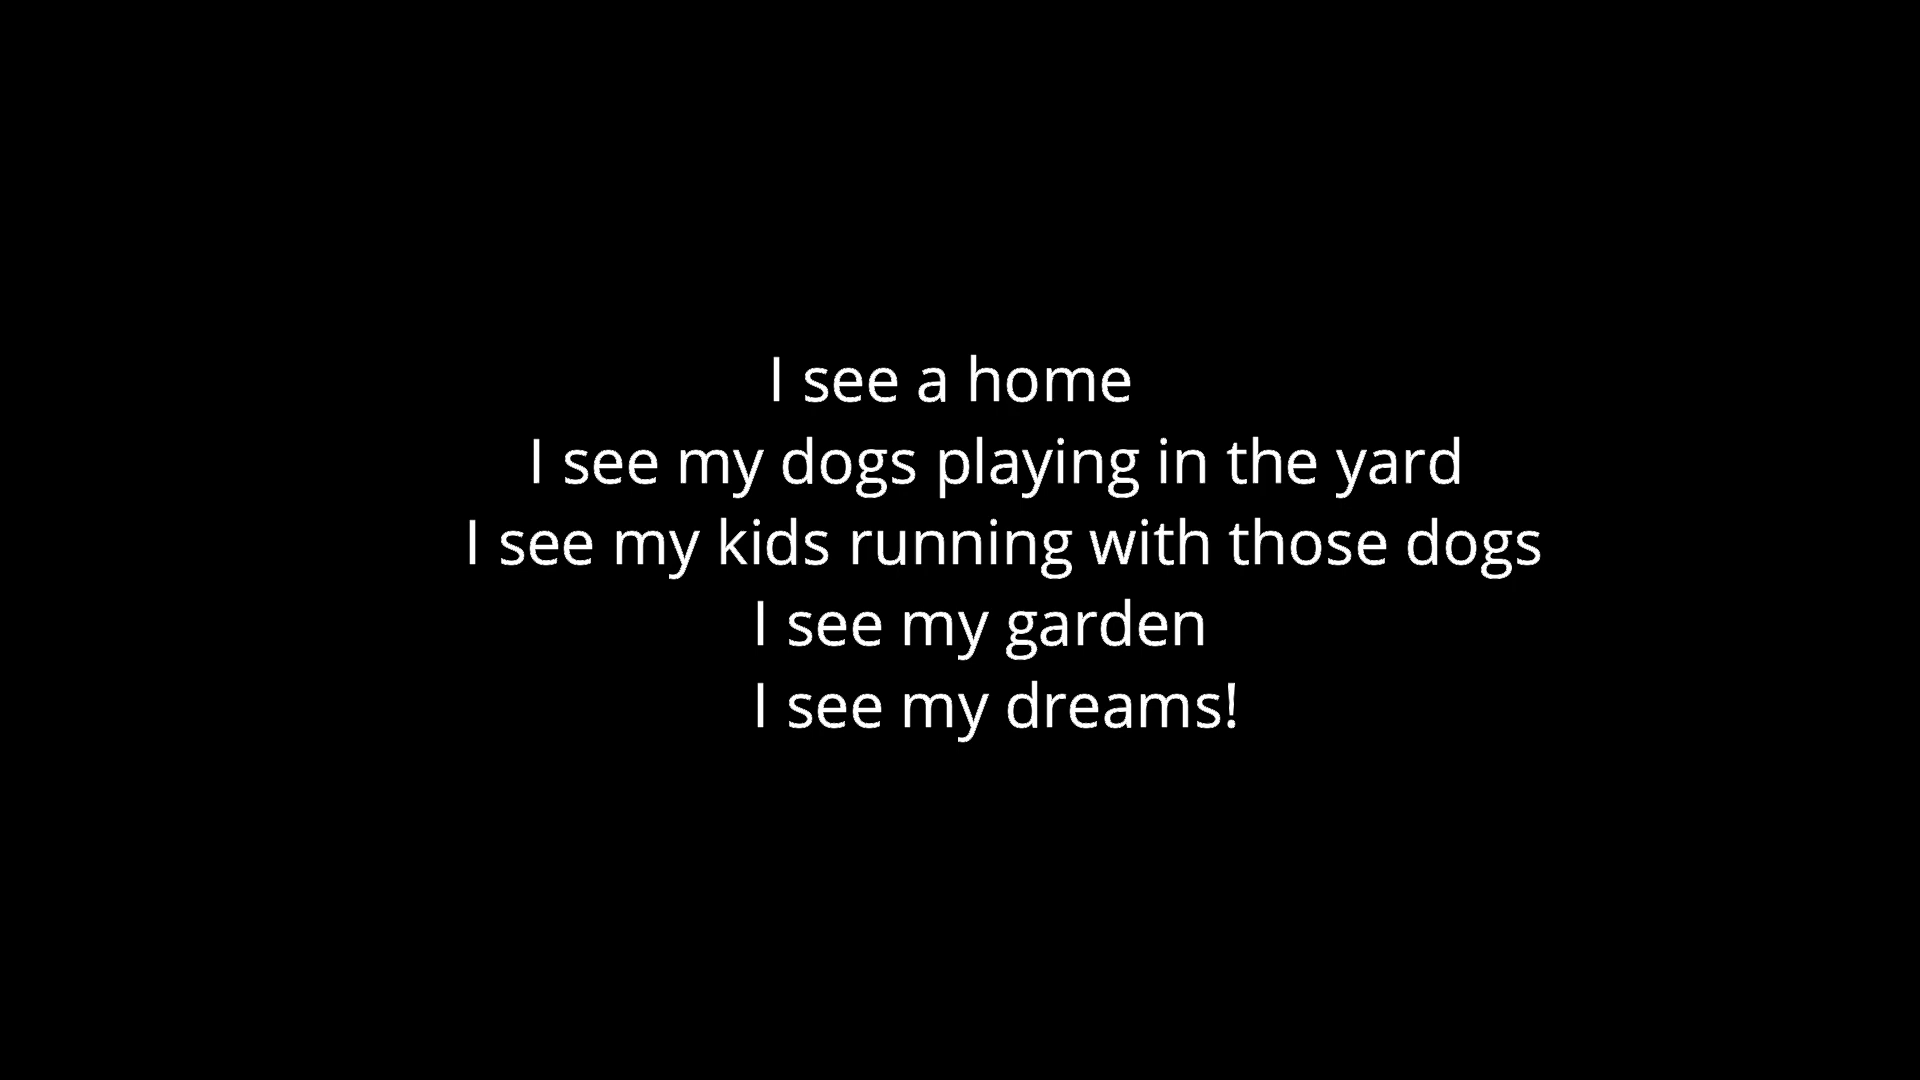 I see a home
I see my dogs playing in the yard
I see my kids running with those dogs
I see my garden
I see my dreams!